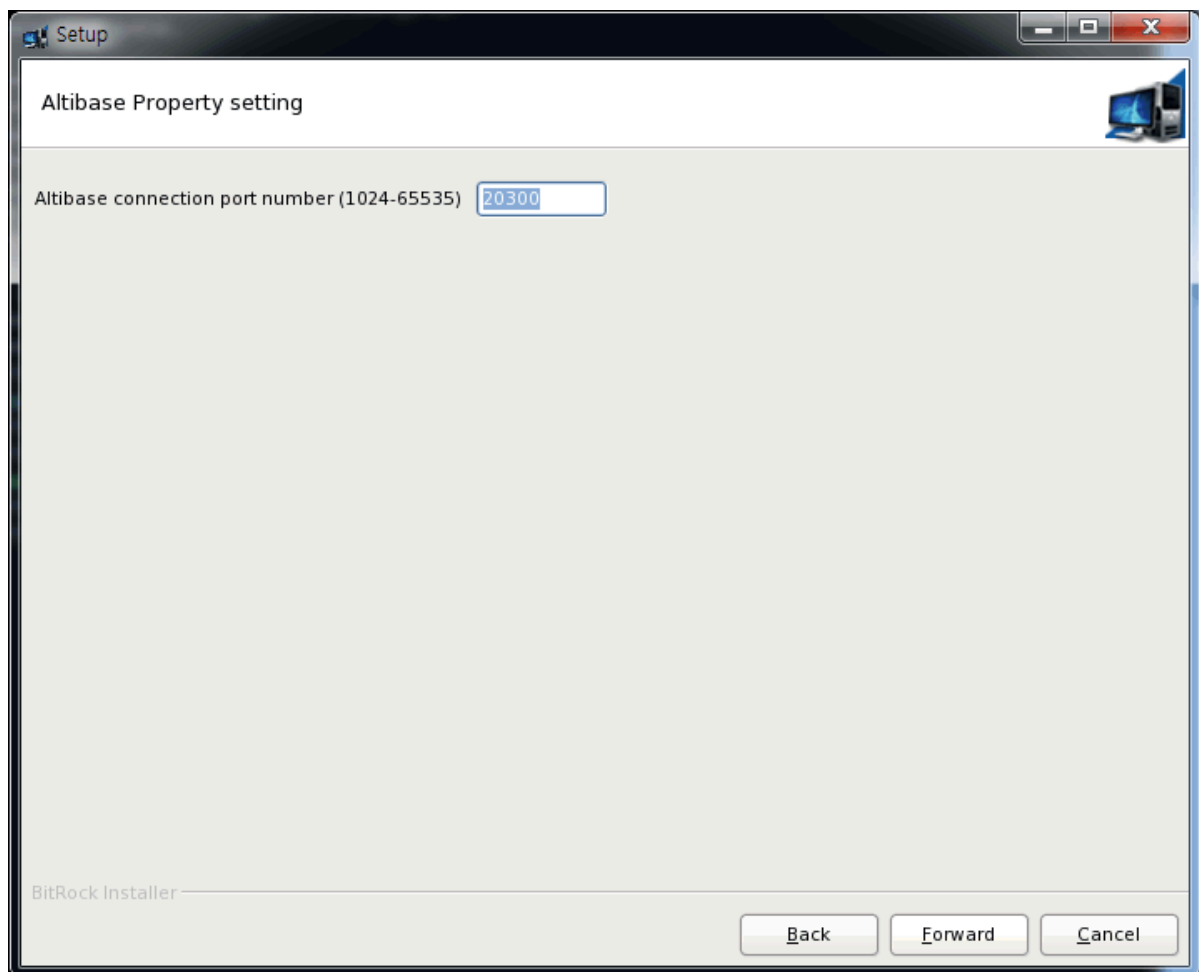 Setup
Altibase Property setting
Altibase connection port number (1024-65535) 20300
BitRock Installer
Back Forward Cancel